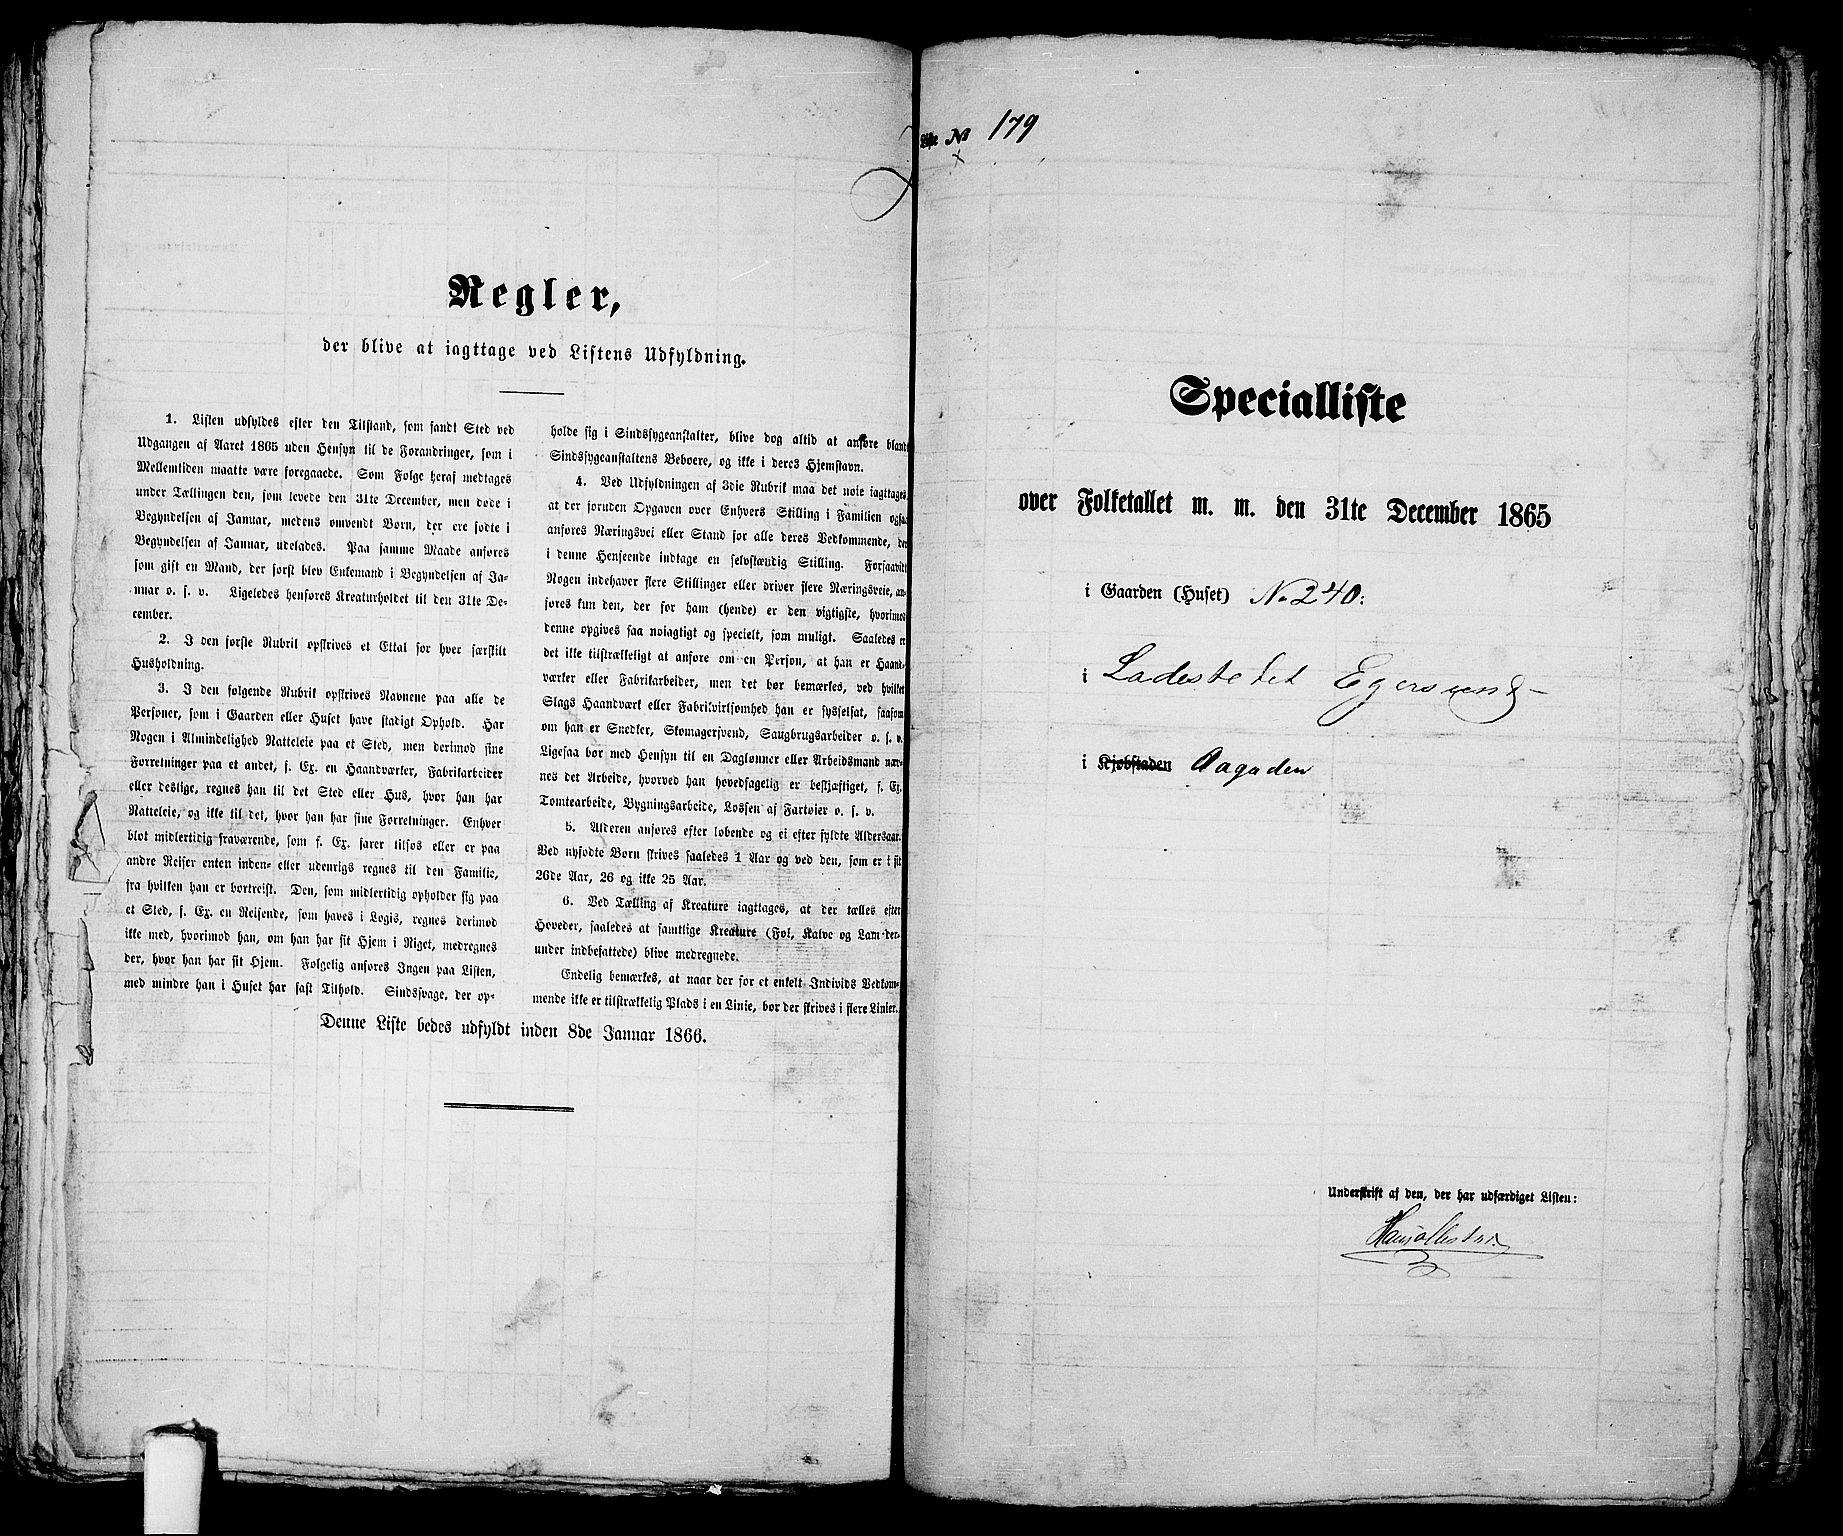 Regler,
der blive at iagttage ved Listens Udfyldning.
1. Listen udfyldes efter den Tilstand, som fandt Sted ved
Udgangen af Aaret 1865 uden Hensyn til de Forandringer, som i
Mellemtiden maatte være foregaaede. Som Følge heraf medtages
under Tællingen den, som levede den 31te December, men døde i
Begyndelsen af Januar, medens omvendt Børn, der ere fødte i
Begyndelsen af Januar, udelades. Paa samme Maade anføres
som gift en Mand, der først blev Enkemand i Begyndelsen af Ja-
nuar o. s. v. Ligeledes henføres Kreaturholdet til den 31te De-
cember.
2. I den første Rubrik opskrives et Ettal for hver særskilt
Husholdning.
3. I den følgende Rubrik opskrives Navnene paa alle de
Personer, som i Gaarden eller Huset have stadigt Ophold. Har
Nogen i Almindelighed Natteleie paa et Sted, men derimod sine
Forretninger paa et andet, f. Ex. en Haandværker, Fabrikarbeider
eller deslige, regnes han til det Sted eller Hus, hvor han har
Natteleie, og ikke til det, hvor han har sine Forretninger. Enhver
blot midlertidig fraværende, som f. Ex. farer tilsøs eller er paa
andre Reiser enten inden- eller udenrigs regnes til den Familie,
fra hvilken han er bortreist. Den, som midlertidig opholder sig paa
et Sted, f. Ex. en Reisende, som haves i Logis, regnes derimod
ikke med, hvorimod han, om han har sit Hjem i Riget, medregnes
der, hvor han har sit Hjem. Følgelig anføres Ingen paa Listen,
med mindre han i Huset har fast Tilhold. Sindssvage, der op-
holde sig i Sindssygeanstalter, blive dog altid at anføre blandt
Sindssygeanstaltens Beboere, og ikke i deres Hjemstavn.
4. Ved Udfyldningen af 3die Rubrik maa det nøie iagttages,
at der foruden Opgaven over Enhvers Stilling i Familien ogsaa
anføres Næringsvei eller Stand for alle deres Vedkommende, der
i denne Henseende indtage en selvstændig Stilling. Forsaavidt
Nogen indehaver flere Stillinger eller driver flere Næringsveie, an-
føres kun den, der for ham (hende) er den vigtigste, hvorimod
denne opgives saa nøiagtigt og specielt, som muligt. Saaledes er
det ikke tilstrækkeligt at anføre om en Person, at han er Haand-
værker eller Fabrikarbeider, men det bør bemærkes, ved hvilket
Slags Haandværk eller Fabrikvirksomhed han er sysselsat, saasom
om han er Snedker, Skomagersvend, Saugbrugsarbeider o. s. v.
Ligesaa bør med Hensyn til en Daglønner eller Arbeidsmand næv-
nes det Arbeide, hvorved han hovedsagelig er beskjæftiget, f. Ex.
Tomtearbeide, Bygningsarbeide, Lossen af Fartøier o. s. v.
5. Alderen anføres efter løbende og ei efter fyldte Aldersaar.
Ved nyfødte Børn skrives saaledes 1 Aar og ved den, som er i sit
26de Aar, 26 og ikke 25 Aar.
6. Ved Tælling af Kreature iagttages, at der tælles efter
Hoveder, saaledes at samtlige Kreature (Føl, Kalve og Lam der-
under indbefattede) blive medregnede.
Endelig bemærkes, at naar der for et enkelt Individs Vedkom-
mende ikke er tilstrækkelig Plads i en Linie, bør der skrives i flere Linier.
Denne Liste bedes udfyldt inden 8de Januar 1866.
Liste № 179
Specialliste
over Folketallet m. m. den 31te December 1865
i Gaarden (Huset) No 240:
i Ladestedet Egersund
i Kjøbstaden Aagaden
Underskrift af den, der har udfærdiget Listen: